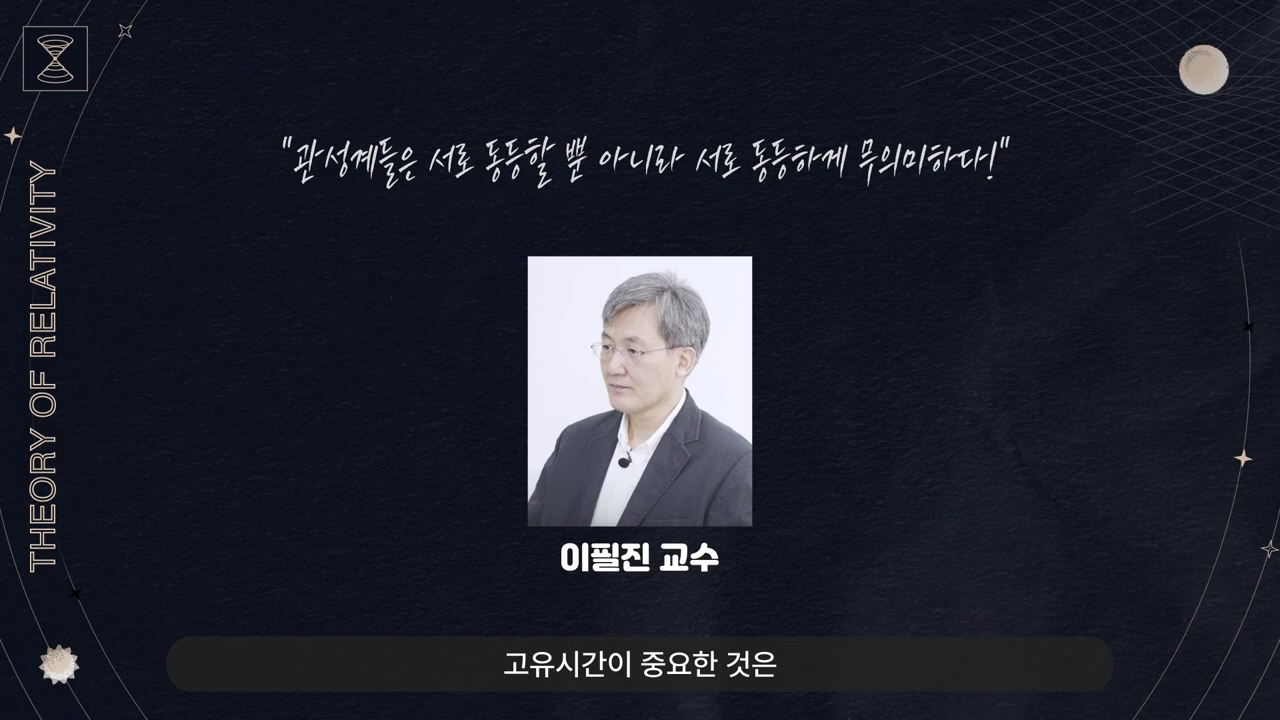 THEORY OF RELATIVITY
"관성계들은 서로 동등할 뿐 아니라 서로 동등하게 무의미하다!"
이필진 교수
고유시간이 중요한 것은